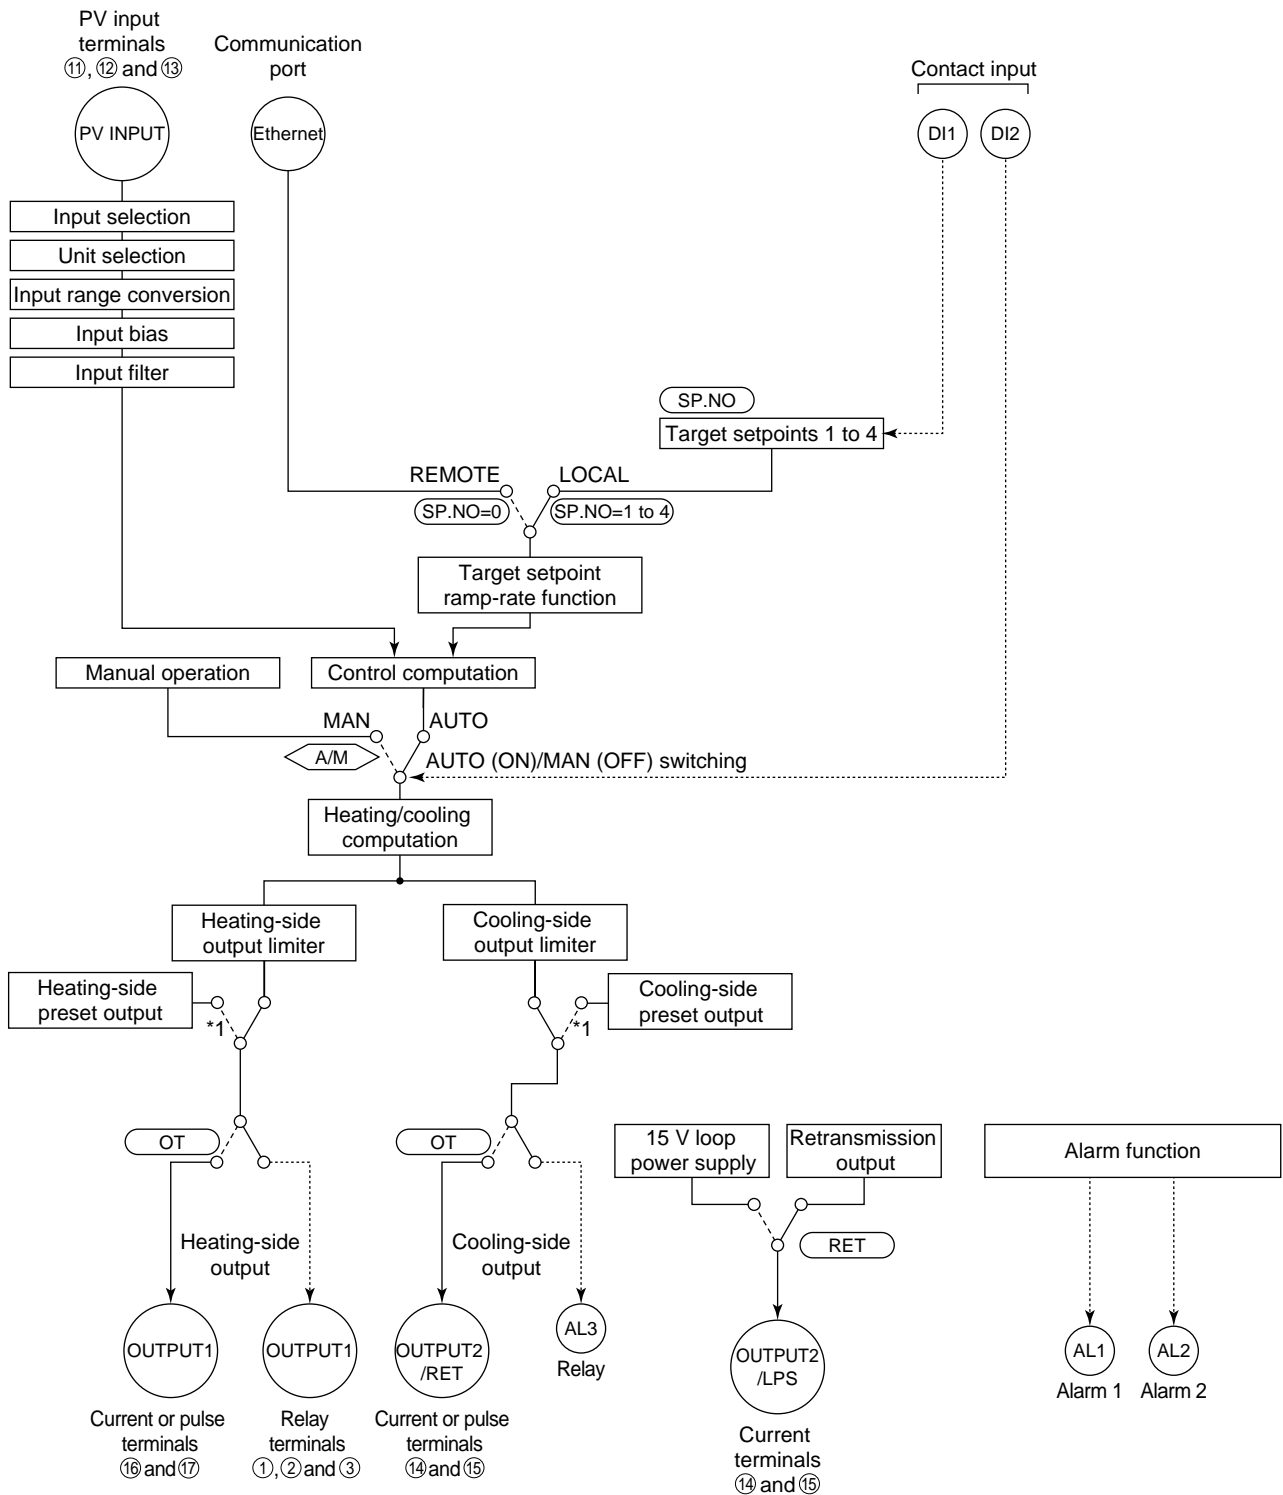 PV input
terminals
⑪, ⑫ and ⑬
Communication
port
Contact input
PV INPUT
Ethernet
DI1
DI2
Input selection
Unit selection
Input range conversion
Input bias
Input filter
SP.NO
Target setpoints 1 to 4
REMOTE
LOCAL
SP.NO=0
SP.NO=1 to 4
Target setpoint
ramp-rate function
Manual operation
Control computation
MAN
AUTO
A/M
AUTO (ON)/MAN (OFF) switching
Heating/cooling
computation
Heating-side
output limiter
Cooling-side
output limiter
Heating-side
preset output
*1
*1
Cooling-side
preset output
OT
OT
15 V loop
power supply
Retransmission
output
Alarm function
RET
Heating-side
output
Cooling-side
output
OUTPUT1
OUTPUT1
OUTPUT2
/RET
AL3
Relay
OUTPUT2
/LPS
AL1
AL2
Alarm 1
Alarm 2
Current or pulse
terminals
⑯ and ⑰
Relay
terminals
①, ② and ③
Current or pulse
terminals
⑭ and ⑮
Current
terminals
⑭ and ⑮